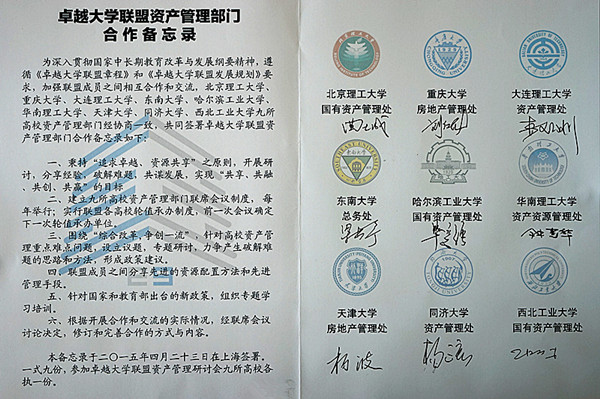 卓越大学联盟资产管理部门
合作备忘录
为深入贯彻国家中长期教育改革与发展纲要精神，遵
循《卓越大学联盟章程》和《卓越大学联盟发展规划》要
求，加强联盟成员之间相互合作和交流，北京理工大学、
重庆大学、大连理工大学、东南大学、哈尔滨工业大学、
华南理工大学、天津大学、同济大学、西北工业大学九所
高校资产管理部门经协商一致，共同签署卓越大学联盟资
产管理部门合作备忘录如下：
一、秉持“追求卓越、资源共享”之原则，开展研
讨，分享经验，破解难题，共谋发展，实现“共享、共融、
共创、共赢”的目标
二、建立九所高校资产管理部门联席会议制度，每
年举行；实行联盟各高校轮值承办制度，前一次会议确定
下一次轮值承办单位。
三、围绕“综合改革，争创一流”，针对高校资产管
理重点难点问题，设立议题，专题研讨，力争产生破解难
题的思路和方法，形成政策建议。
四、联盟成员之间分享先进的资源配置方法和先进
管理手段。
五、针对国家和教育部出台的新政策，组织专题学
习培训。
六、根据开展合作和交流的实际情况，经联席会议
讨论决定，修订和完善合作的方式与内容。
本备忘录于二〇一五年四月二十三日在上海签署。
一式九份，参加卓越大学联盟资产管理研讨会九所高校各
执一份。
北京理工大学
国有资产管理处
重庆大学
房地产管理处
大连理工大学
资产管理处
东南大学
总务处
哈尔滨工业大学
国有资产管理处
华南理工大学
资产资源管理处
天津大学
房地产管理处
杨波
同济大学
资产管理处
西北工业大学
国有资产管理处